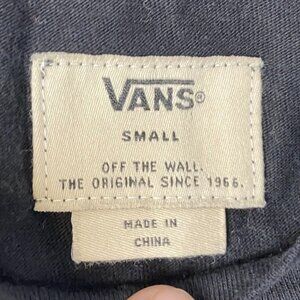 VANS®
SMALL
OFF THE WALL.
THE ORIGINAL SINCE 1966.
MADE IN
CHINA